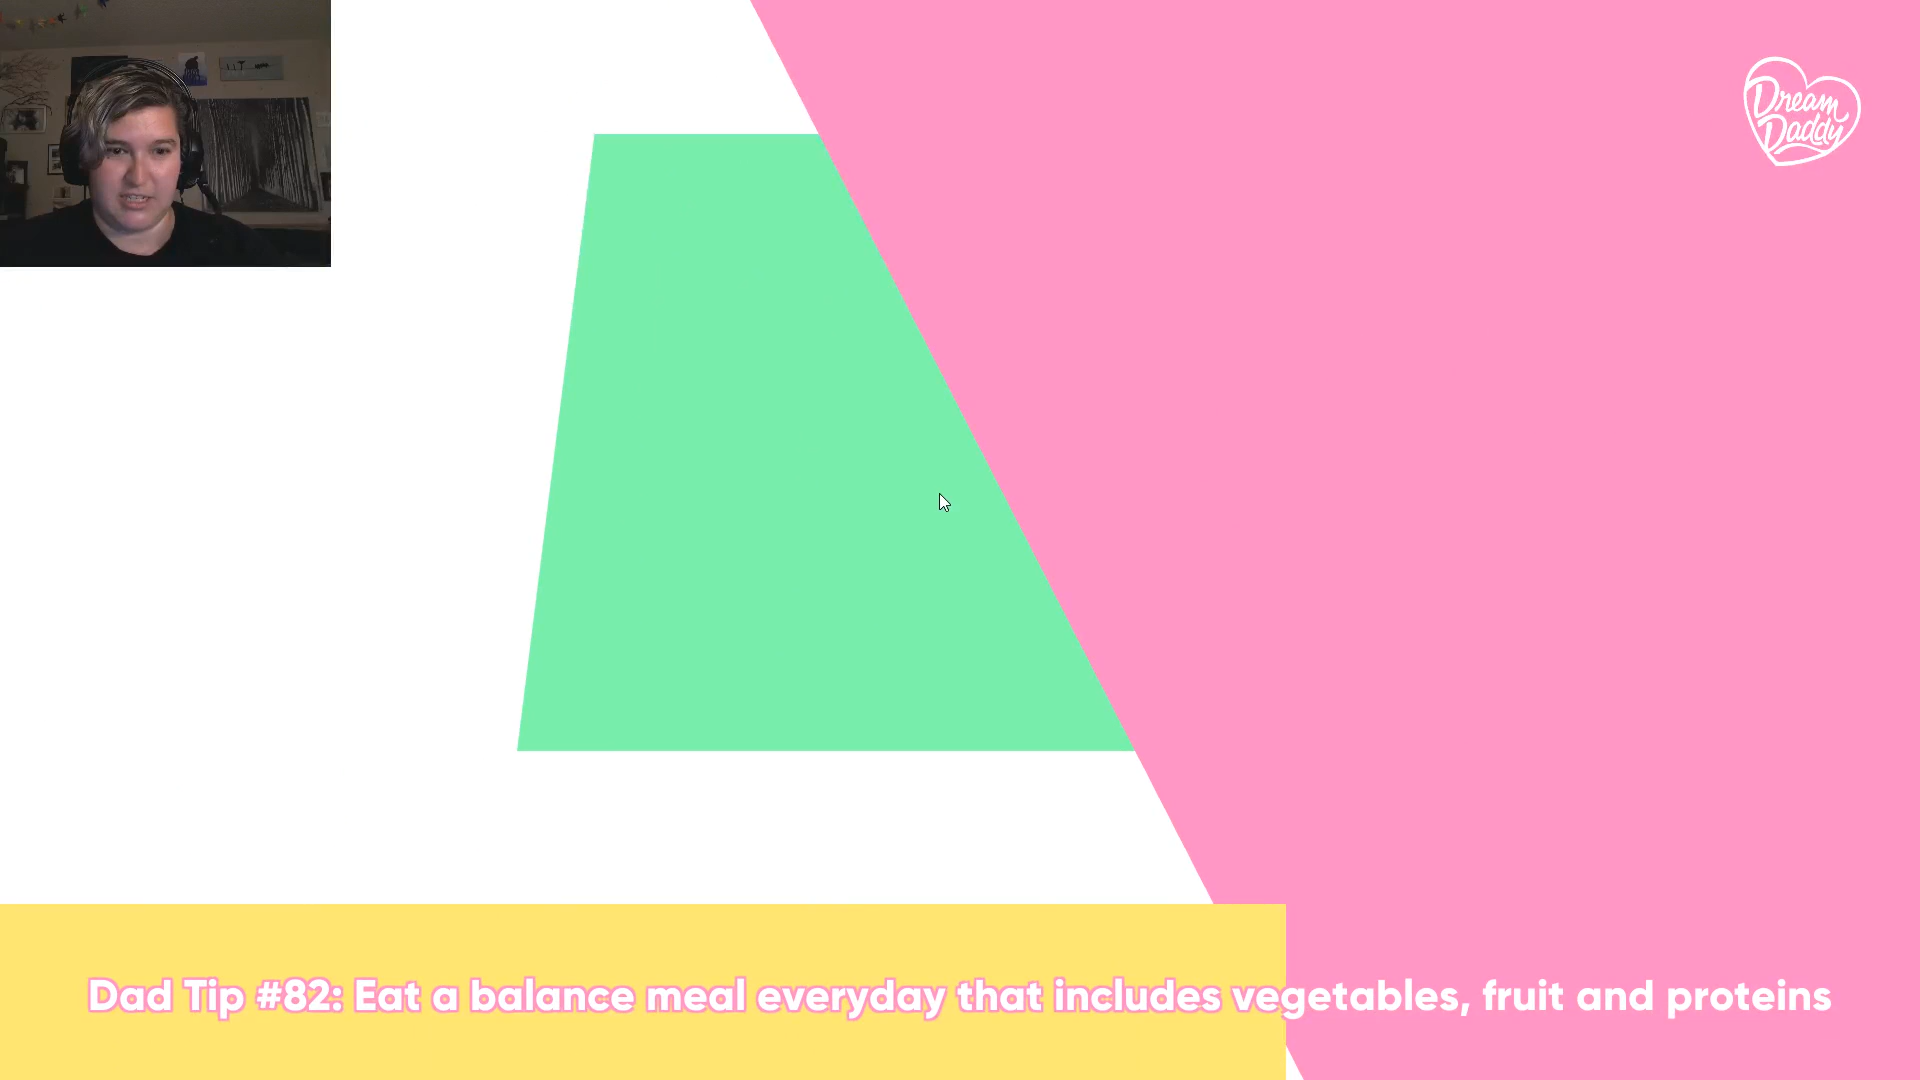 Dream
Daddy
Dad Tip #82: Eat a balance meal everyday that includes vegetables, fruit and proteins